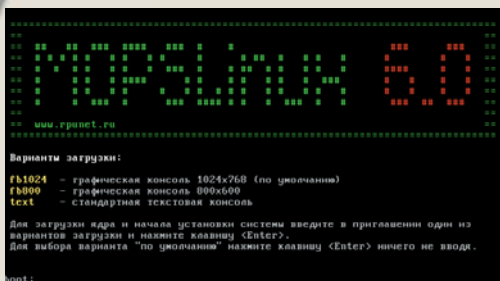 MOPSLinux 6.0
www.rpunet.ru
Варианты загрузки:
fb1024 - графическая консоль 1024x768 (по умолчанию)
fb800 - графическая консоль 800x600
text - стандартная текстовая консоль
Для загрузки ядра и начала установки системы введите в приглашении один из
вариантов загрузки и нажмите клавишу <Enter>.
Для выбора варианта "по умолчанию" нажмите клавишу <Enter> ничего не вводя.
boot: